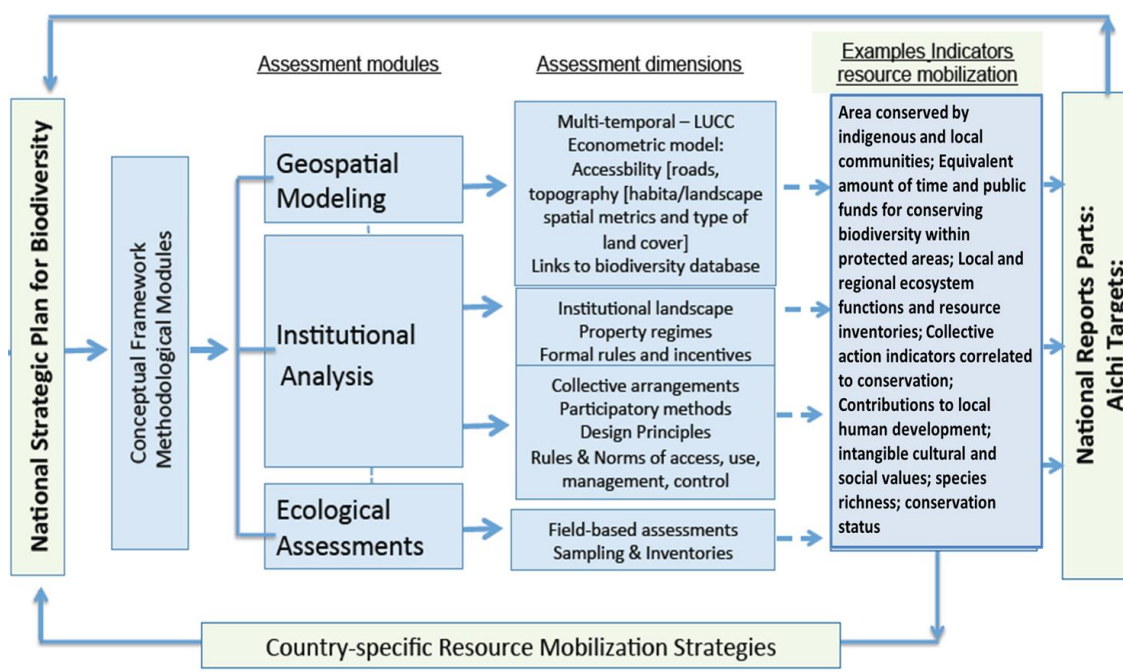 Assessment modules
Assessment dimensions
Examples Indicators
resource mobilization
National Strategic Plan for Biodiversity
Conceptual Framework
Methodological Modules
Geospatial
Modeling
Institutional
Analysis
Ecological
Assessments
Multi-temporal – LUCC
Econometric model:
Accessbility [roads,
topography [habita/landscape
spatial metrics and type of
land cover]
Links to biodiversity database
Institutional landscape
Property regimes
Formal rules and incentives
Collective arrangements
Participatory methods
Design Principles
Rules & Norms of access, use,
management, control
Field-based assessments
Sampling & Inventories
Area conserved by
indigenous and local
communities; Equivalent
amount of time and public
funds for conserving
biodiversity within
protected areas; Local and
regional ecosystem
functions and resource
inventories; Collective
action indicators correlated
to conservation;
Contributions to local
human development;
intangible cultural and
social values; species
richness; conservation
status
National Reports Parts:
Aichi Targets:
Country-specific Resource Mobilization Strategies